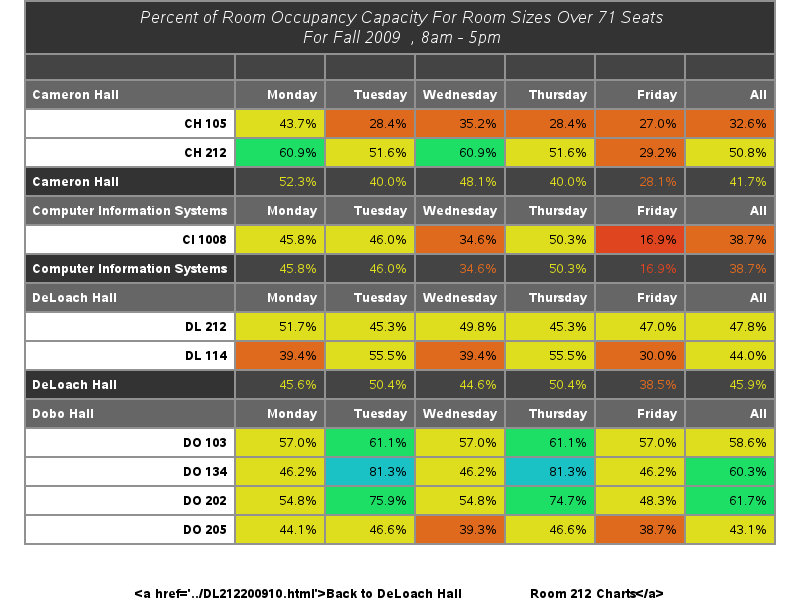 Percent of Room Occupancy Capacity For Room Sizes Over 71 Seats
For Fall 2009 , 8am - 5pm
Cameron Hall Monday Tuesday Wednesday Thursday Friday All
CH 105 43.7% 28.4% 35.2% 28.4% 27.0% 32.6%
CH 212 60.9% 51.6% 60.9% 51.6% 29.2% 50.8%
Cameron Hall 52.3% 40.0% 48.1% 40.0% 28.1% 41.7%
Computer Information Systems Monday Tuesday Wednesday Thursday Friday All
CI 1008 45.8% 46.0% 34.6% 50.3% 16.9% 38.7%
Computer Information Systems 45.8% 46.0% 34.6% 50.3% 16.9% 38.7%
DeLoach Hall Monday Tuesday Wednesday Thursday Friday All
DL 212 51.7% 45.3% 49.8% 45.3% 47.0% 47.8%
DL 114 39.4% 55.5% 39.4% 55.5% 30.0% 44.0%
DeLoach Hall 45.6% 50.4% 44.6% 50.4% 38.5% 45.9%
Dobo Hall Monday Tuesday Wednesday Thursday Friday All
DO 103 57.0% 61.1% 57.0% 61.1% 57.0% 58.6%
DO 134 46.2% 81.3% 46.2% 81.3% 46.2% 60.3%
DO 202 54.8% 75.9% 54.8% 74.7% 48.3% 61.7%
DO 205 44.1% 46.6% 39.3% 46.6% 38.7% 43.1%
<a href='../DL212200910.html'>Back to DeLoach Hall Room 212 Charts</a>